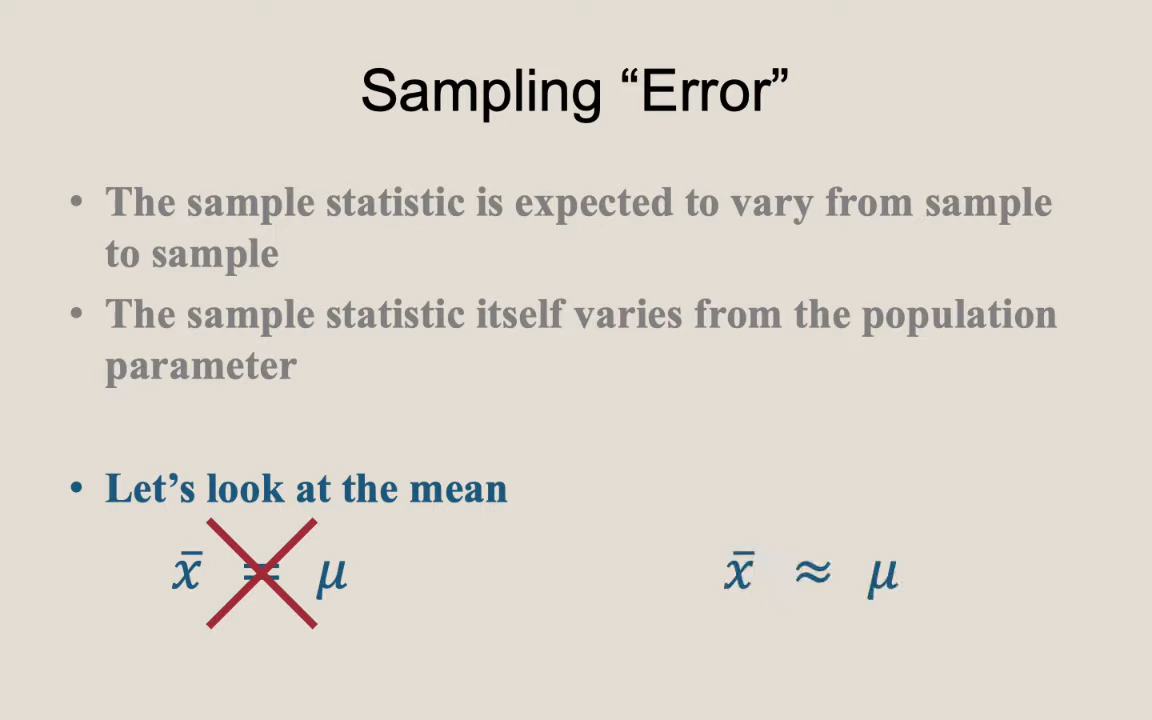 Sampling “Error”
• The sample statistic is expected to vary from sample
to sample
• The sample statistic itself varies from the population
parameter
• Let’s look at the mean
x̄ = μ x̄ ≈ μ